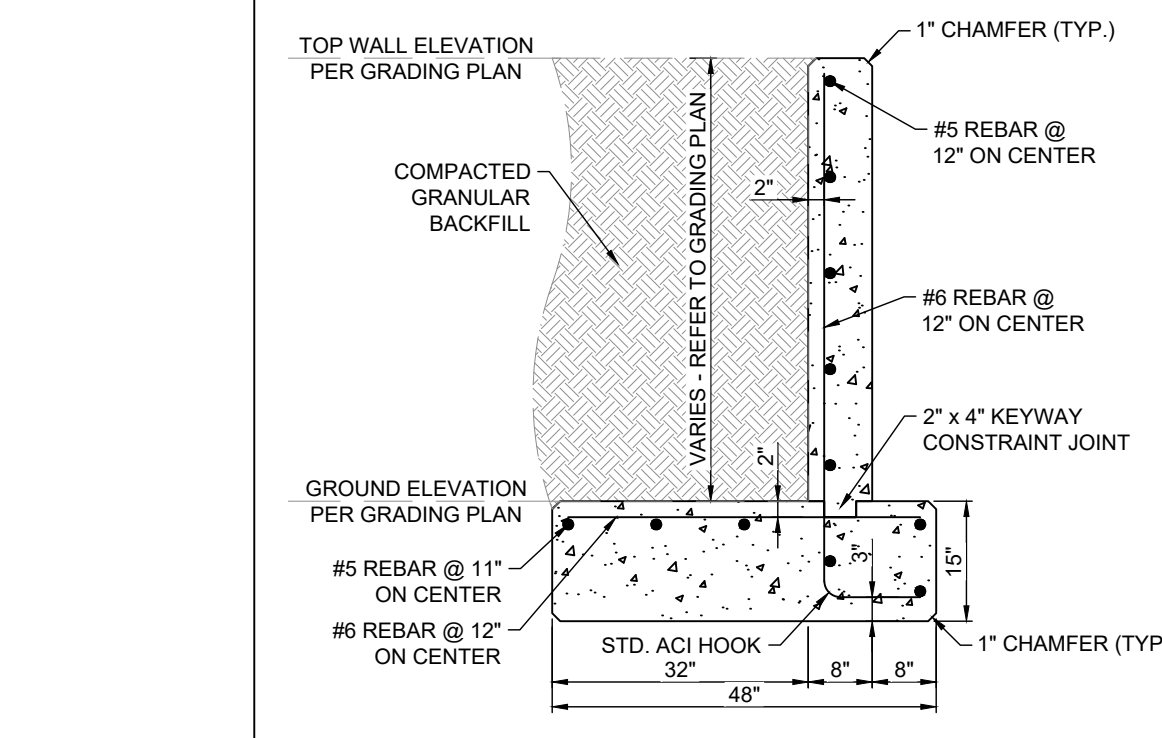 1" CHAMFER (TYP.)
TOP WALL ELEVATION
PER GRADING PLAN
#5 REBAR @
12" ON CENTER
COMPACTED
GRANULAR
BACKFILL
2"
VARIES - REFER TO GRADING PLAN
#6 REBAR @
12" ON CENTER
2" x 4" KEYWAY
CONSTRAINT JOINT
2"
GROUND ELEVATION
PER GRADING PLAN
3"
15"
#5 REBAR @ 11"
ON CENTER
#6 REBAR @ 12"
ON CENTER
STD. ACI HOOK
1" CHAMFER (TYP
32"
8"
8"
48"